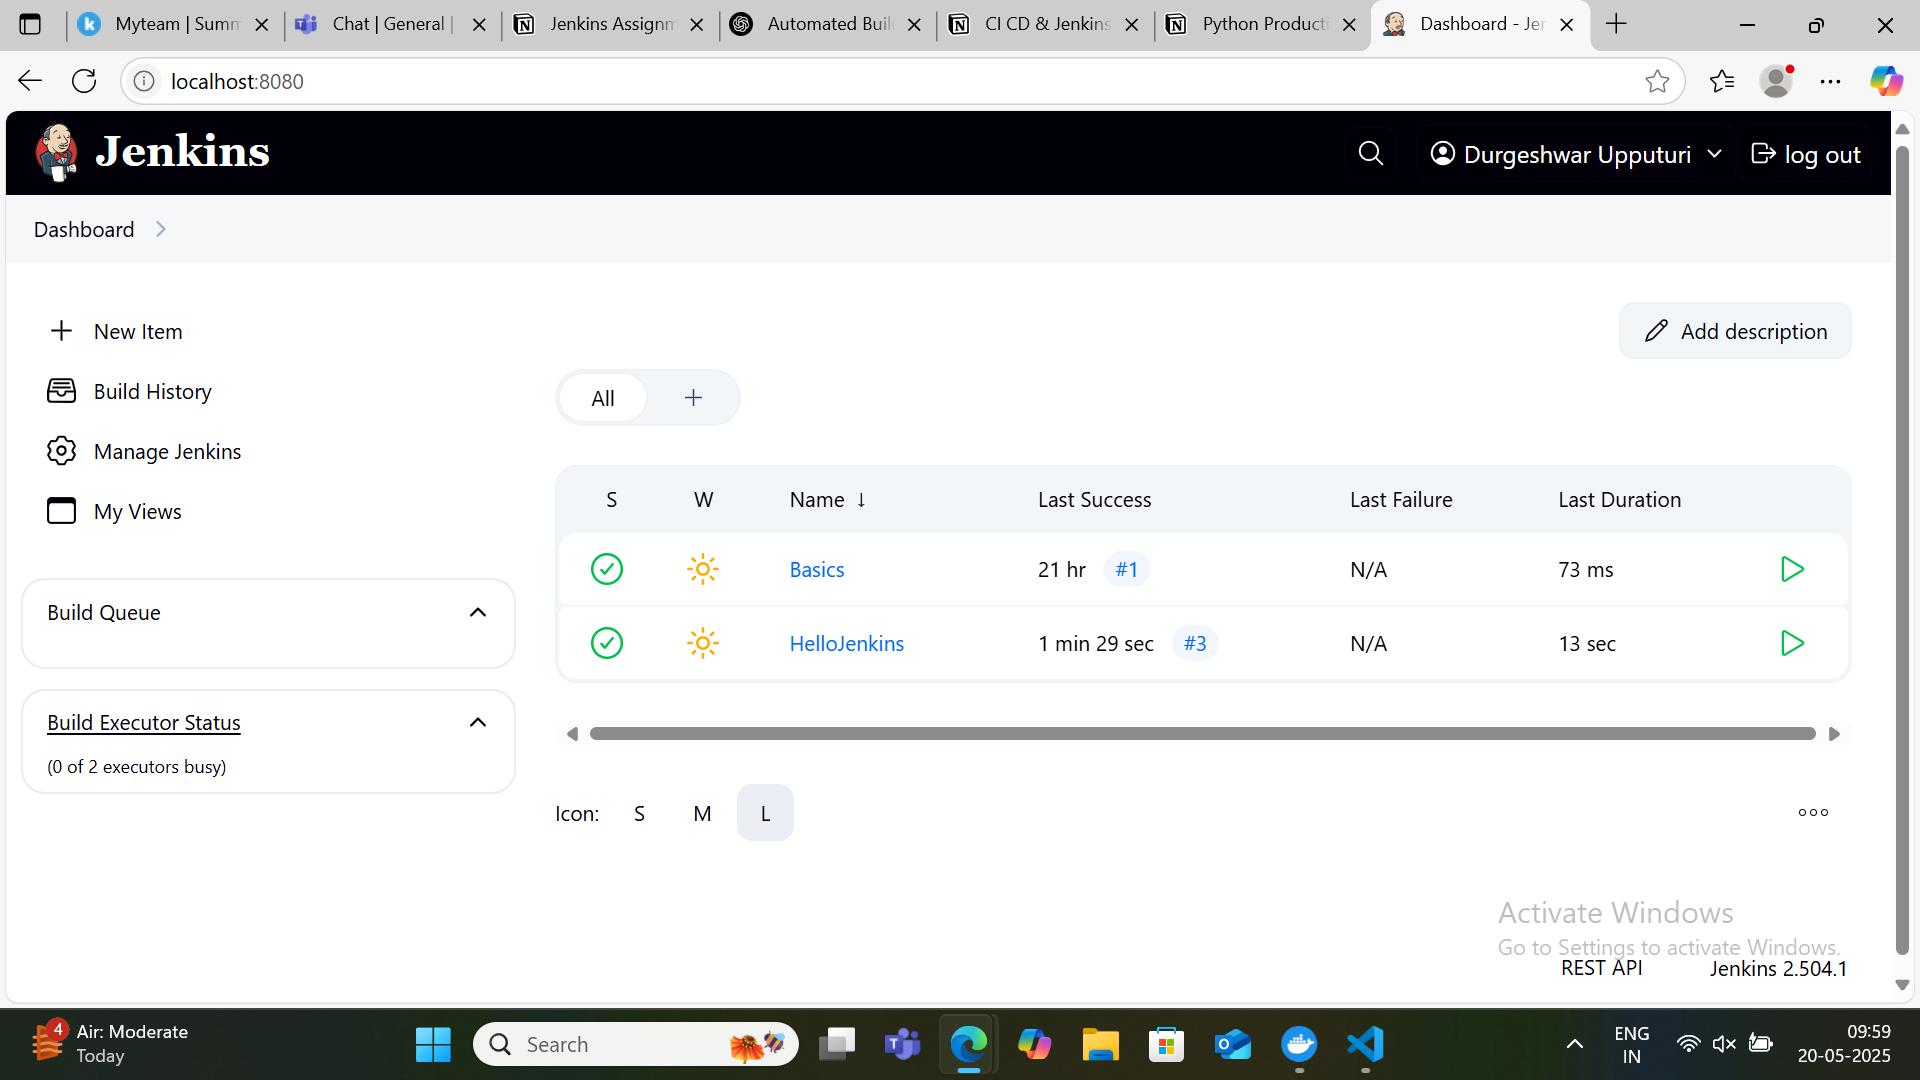 Myteam | Summ
Chat | General |
Jenkins Assignm
Automated Buil
CI CD & Jenkins
Python Producti
Dashboard - Jen
localhost:8080
Jenkins
Durgeshwar Upputuri
log out
Dashboard
New Item
Build History
Manage Jenkins
My Views
Add description
All
Build Queue
Build Executor Status
(0 of 2 executors busy)
S W Name ↓ Last Success Last Failure Last Duration
Basics 21 hr #1 N/A 73 ms
HelloJenkins 1 min 29 sec #3 N/A 13 sec
Icon: S M L
Activate Windows
Go to Settings to activate Windows.
REST API
Jenkins 2.504.1
4
Air: Moderate
Today
Search
ENG
IN
09:59
20-05-2025